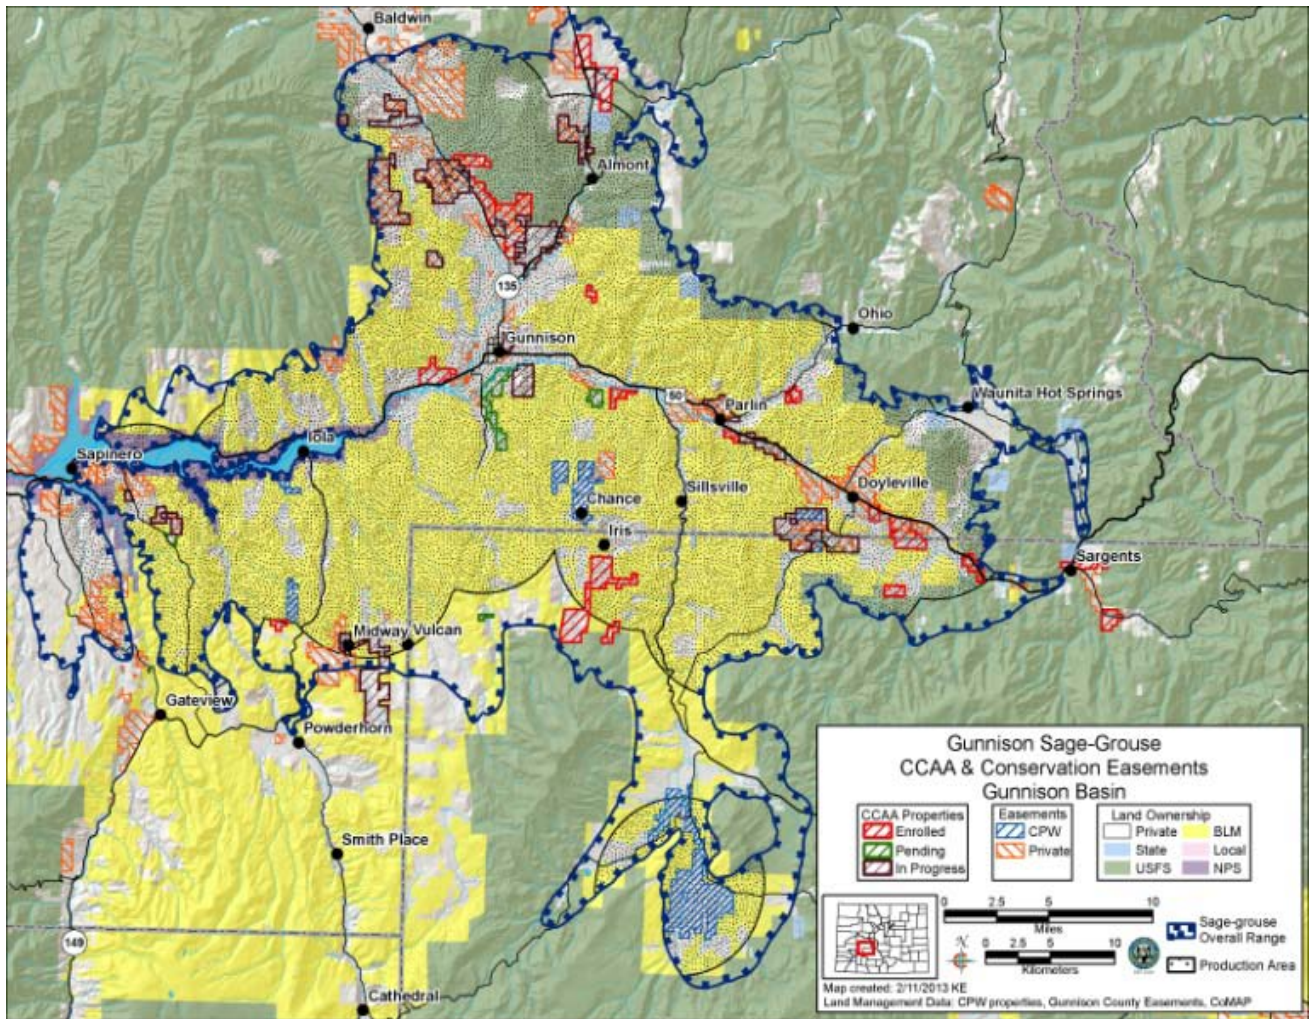 Baldwin
Almont
135
Ohio
Gunnison
Waunita Hot Springs
50
Parlin
Iola
Sapinero
Doyleville
Sillsville
Chance
Iris
Sargents
Midway Vulcan
Gateview
Powderhorn
Smith Place
149
Cathedral
Gunnison Sage-Grouse
CCAA & Conservation Easements
Gunnison Basin
CCAA Properties
Enrolled
Pending
In Progress
Easements
CPW
Private
Land Ownership
Private BLM
State Local
USFS NPS
0 2.5 5 10
Miles
N
0 2.5 5 10
Kilometers
Sage-grouse
Overall Range
Production Area
Map created: 2/11/2013 KE
Land Management Data: CPW properties, Gunnison County Easements, CoMAP